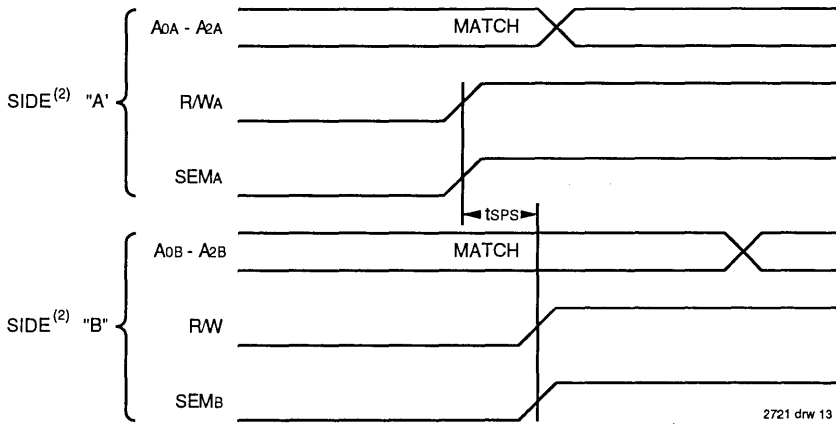 A0A - A2A MATCH
SIDE(2) "A' R/WA
SEMA
tSPS
A0B - A2B MATCH
SIDE(2) "B" R/W
SEMB
2721 drw 13